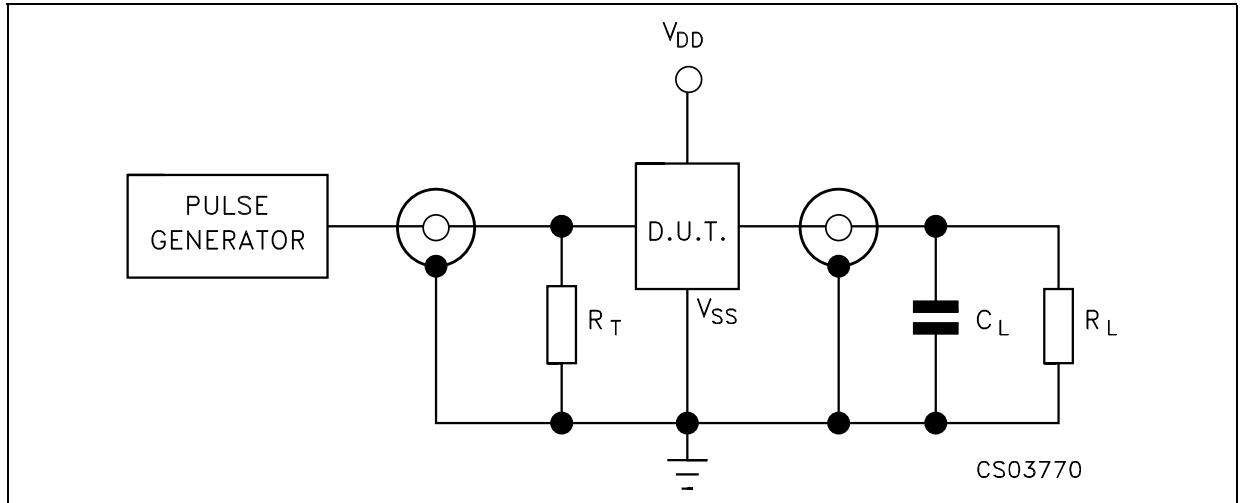 VDD
PULSE
GENERATOR
D.U.T.
RT
VSS
CL
RL
CS03770